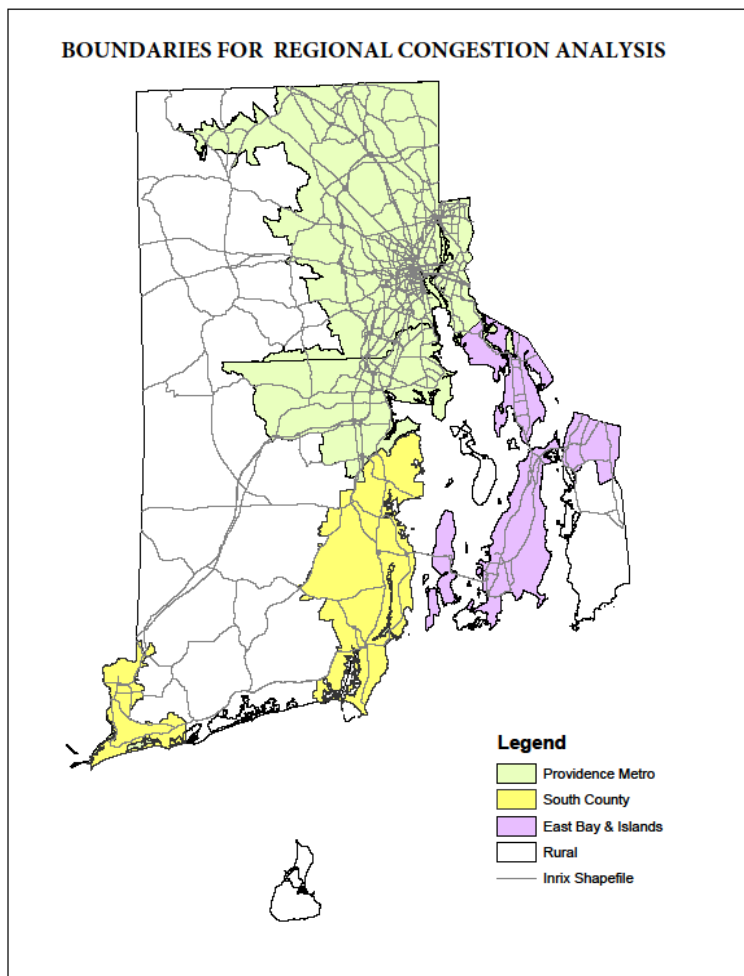 BOUNDARIES FOR REGIONAL CONGESTION ANALYSIS
Legend
Providence Metro
South County
East Bay & Islands
Rural
Inrix Shapefile